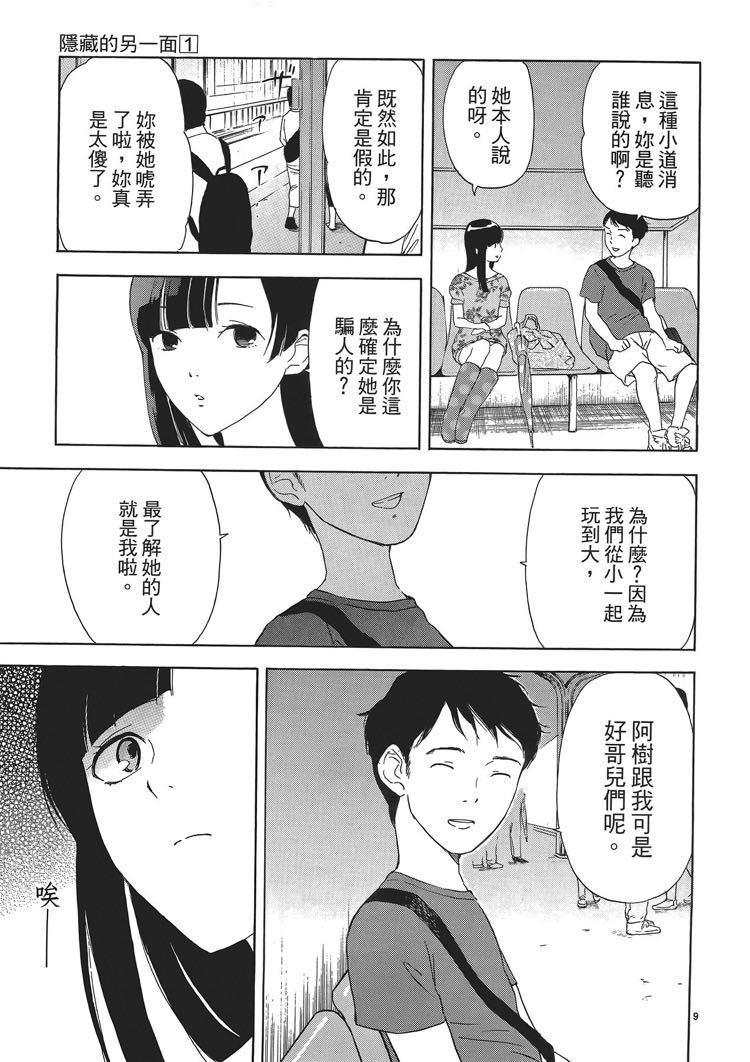 隱藏的另一面1
這種小道消
息，妳是聽
誰說的啊？
她本人說
的呀。
既然如此，那
肯定是假的。
妳被她唬弄
了啦，妳真
是太傻了。
為什麼你這
麼確定她是
騙人的？
為什麼？因為
我們從小一起
玩到大，
最了解她的人
就是我啦。
阿樹跟我可是
好哥兒們呢。
唉——
9